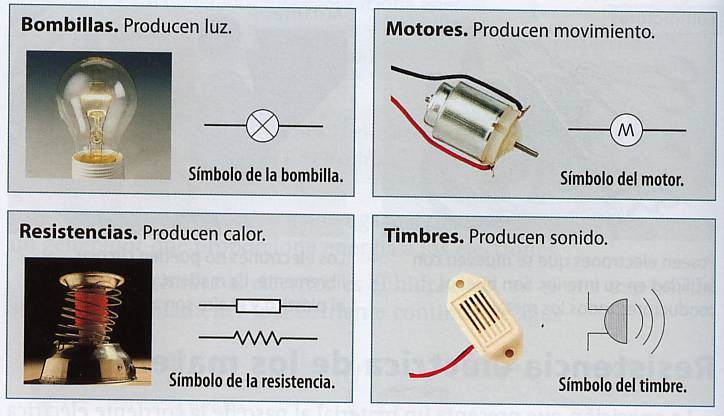 Bombillas. Producen luz.
Símbolo de la bombilla.
Motores. Producen movimiento.
M
Símbolo del motor.
Resistencias. Producen calor.
Símbolo de la resistencia.
Timbres. Producen sonido.
Símbolo del timbre.